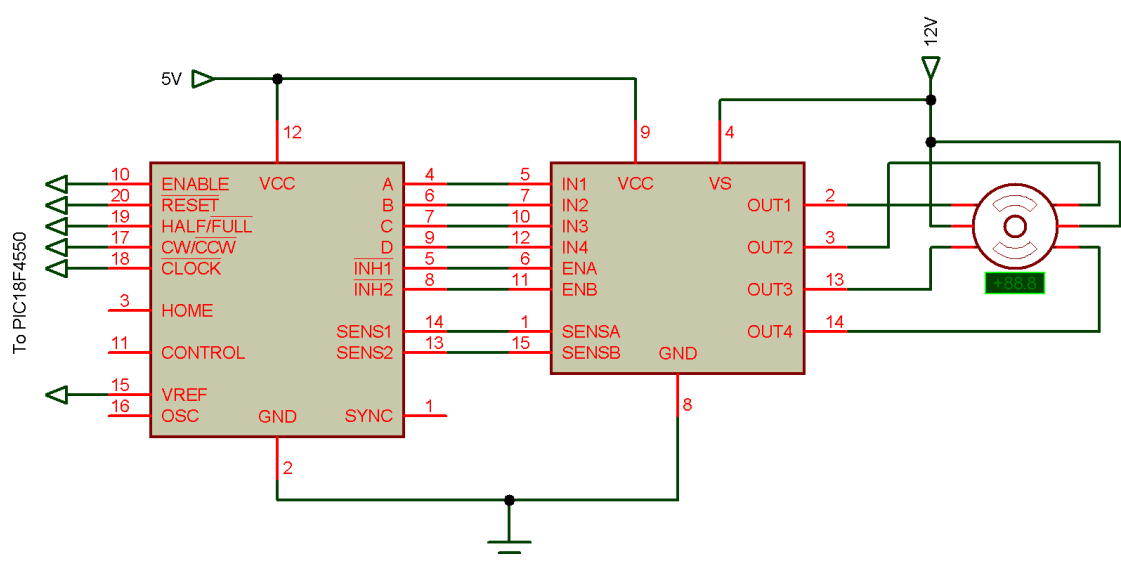 12V
5V
12
9
4
10 ENABLE VCC A 4 5 IN1 VCC VS
20 RESET B 6 7 IN2 OUT1 2
19 HALF/FULL C 7 10 IN3
17 CW/CCW D 9 12 IN4 OUT2 3
18 CLOCK INH1 5 6 ENA
INH2 8 11 ENB OUT3 13
3 HOME
SENS1 14 1 SENSA OUT4 14
11 CONTROL SENS2 13 15 SENSB GND
15 VREF
16 OSC GND SYNC 1
8
2
+88.8
To PIC18F4550